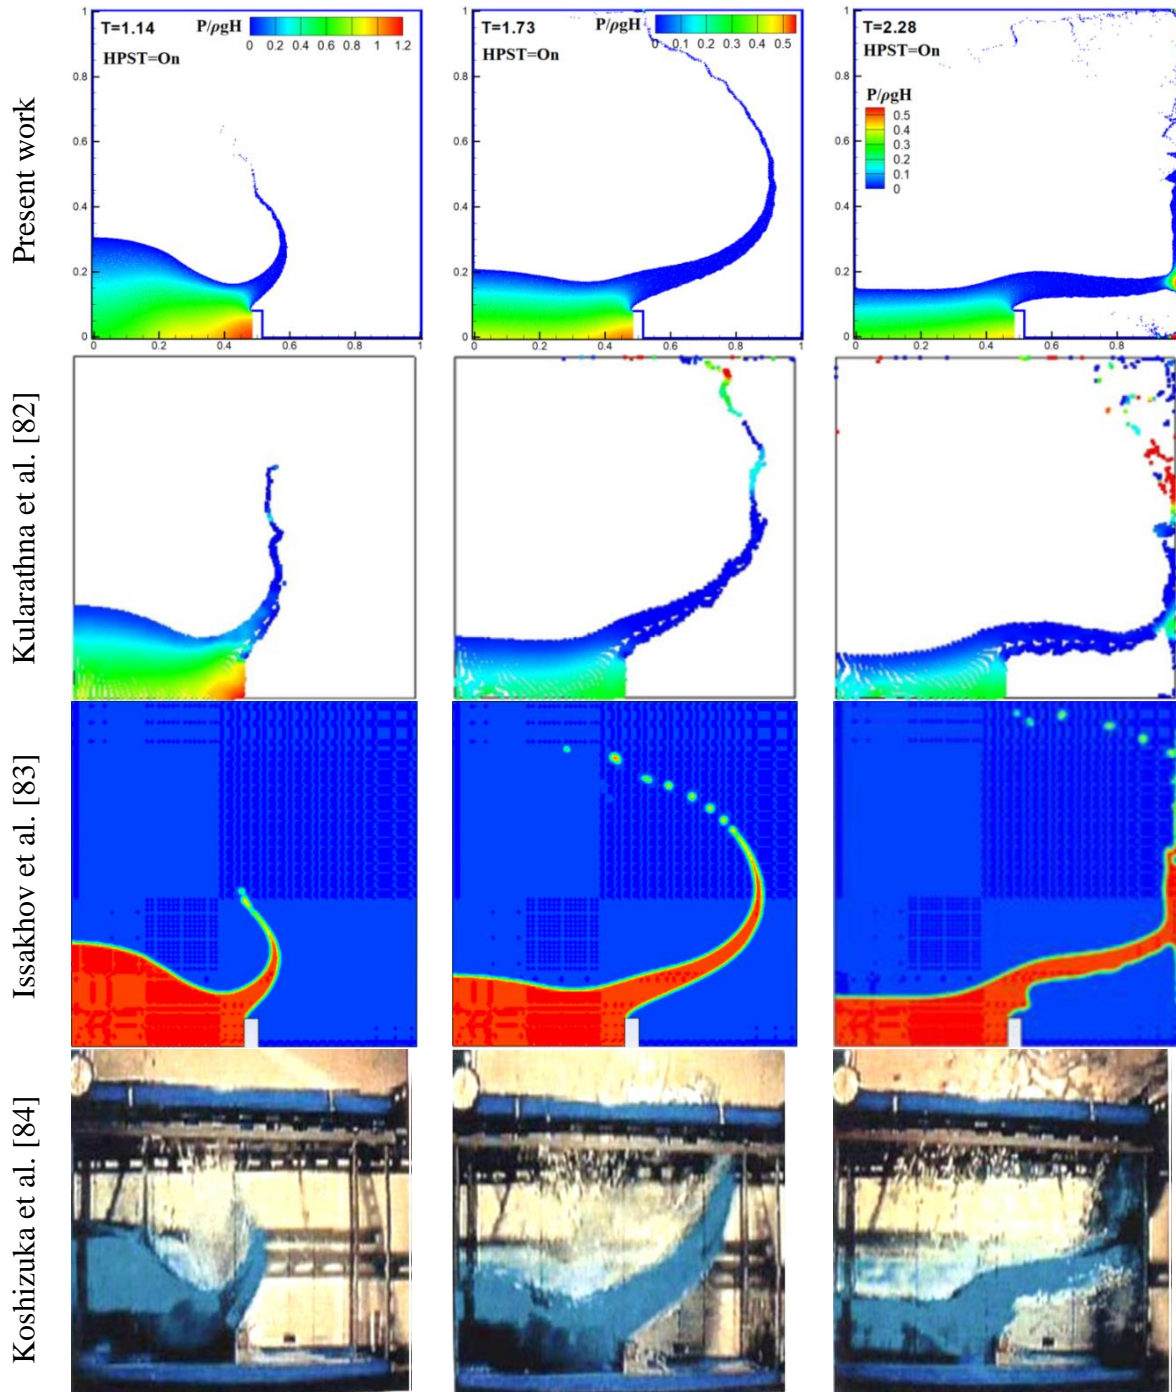 Present work
T=1.14
HPST=On
P/ρgH
0 0.2 0.4 0.6 0.8 1 1.2
1
0.8
0.6
0.4
0.2
0
0 0.2 0.4 0.6 0.8 1
T=1.73
HPST=On
P/ρgH
0 0.1 0.2 0.3 0.4 0.5
1
0.8
0.6
0.4
0.2
0
0 0.2 0.4 0.6 0.8 1
T=2.28
HPST=On
P/ρgH
0.5
0.4
0.3
0.2
0.1
0
1
0.8
0.6
0.4
0.2
0
0 0.2 0.4 0.6 0.8
Kularathna et al. [82]
Issakhov et al. [83]
Koshizuka et al. [84]